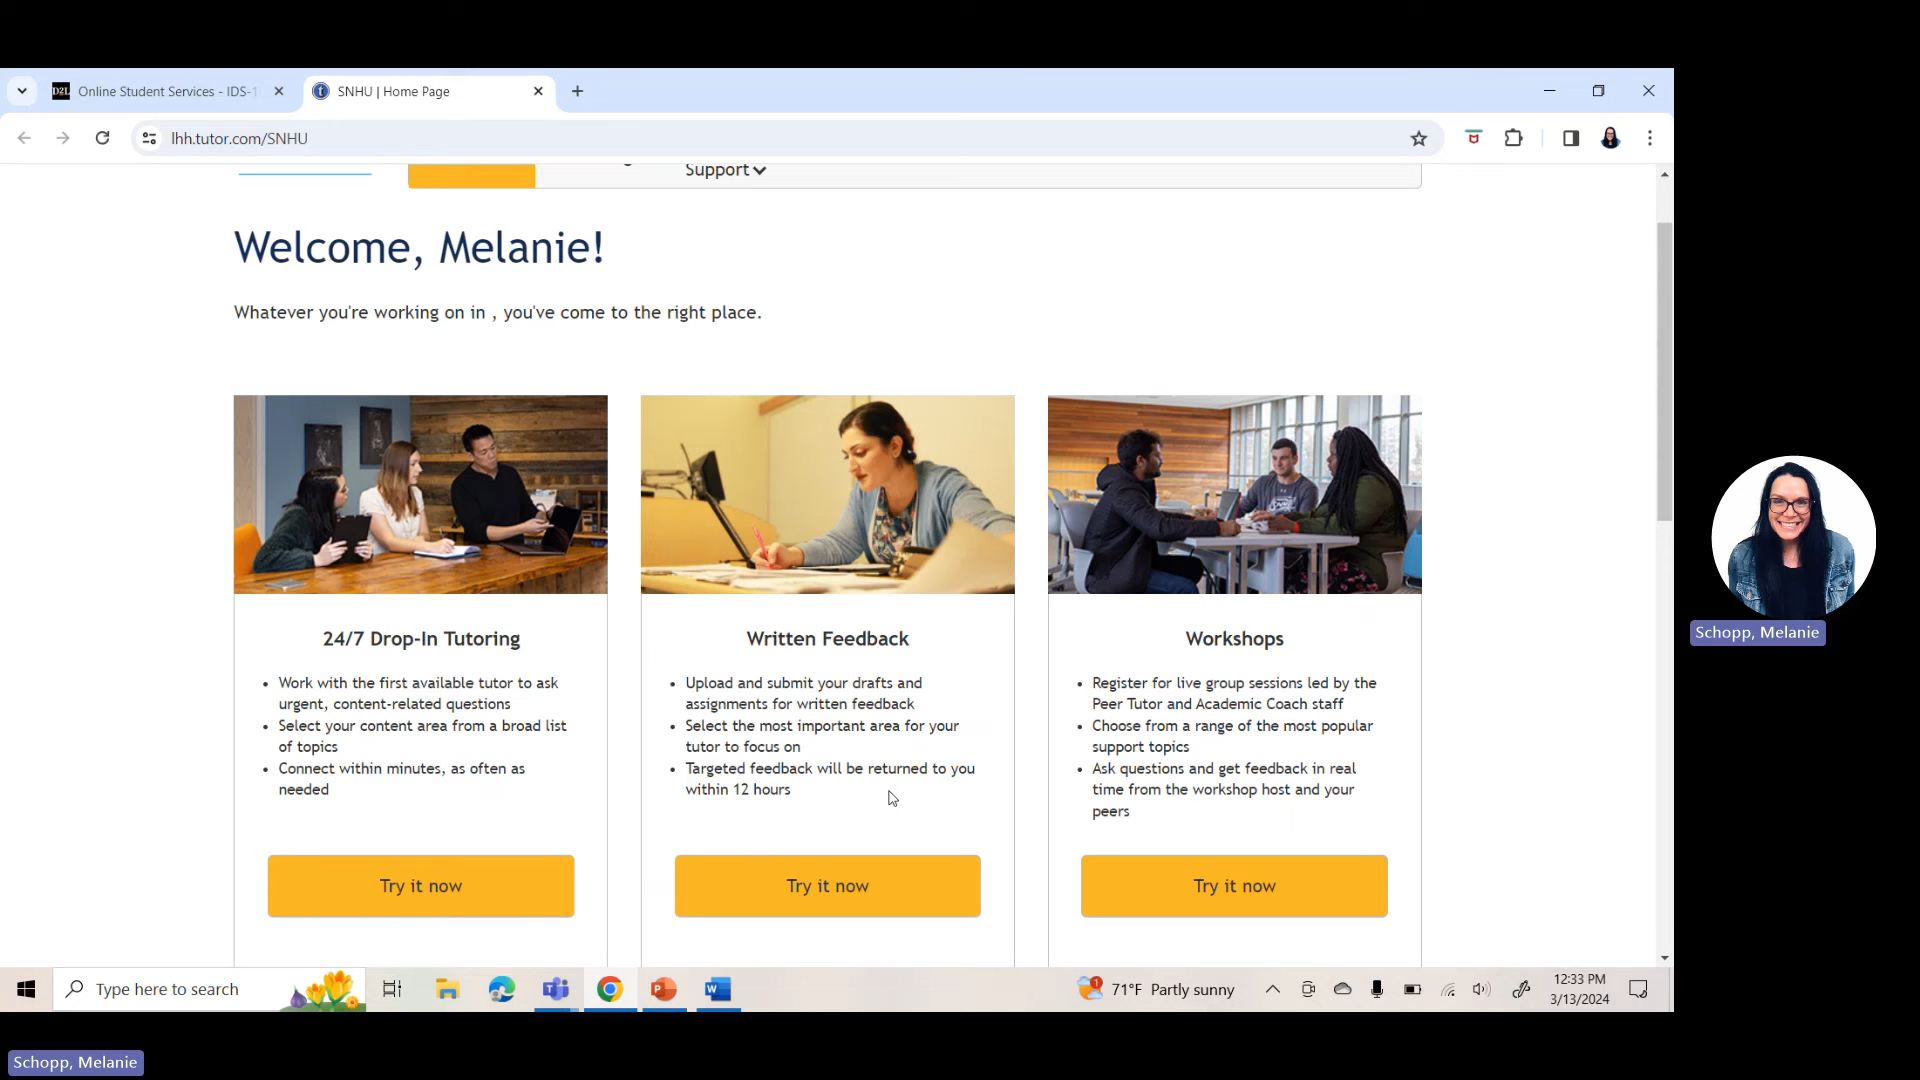 D2L Online Student Services - IDS-1
SNHU | Home Page
lhh.tutor.com/SNHU
Support
Welcome, Melanie!
Whatever you're working on in , you've come to the right place.
24/7 Drop-In Tutoring
• Work with the first available tutor to ask
urgent, content-related questions
• Select your content area from a broad list
of topics
• Connect within minutes, as often as
needed
Try it now
Written Feedback
• Upload and submit your drafts and
assignments for written feedback
• Select the most important area for your
tutor to focus on
• Targeted feedback will be returned to you
within 12 hours
Try it now
Workshops
• Register for live group sessions led by the
Peer Tutor and Academic Coach staff
• Choose from a range of the most popular
support topics
• Ask questions and get feedback in real
time from the workshop host and your
peers
Try it now
Schopp, Melanie
Type here to search
1
71°F Partly sunny
12:33 PM
3/13/2024
Schopp, Melanie